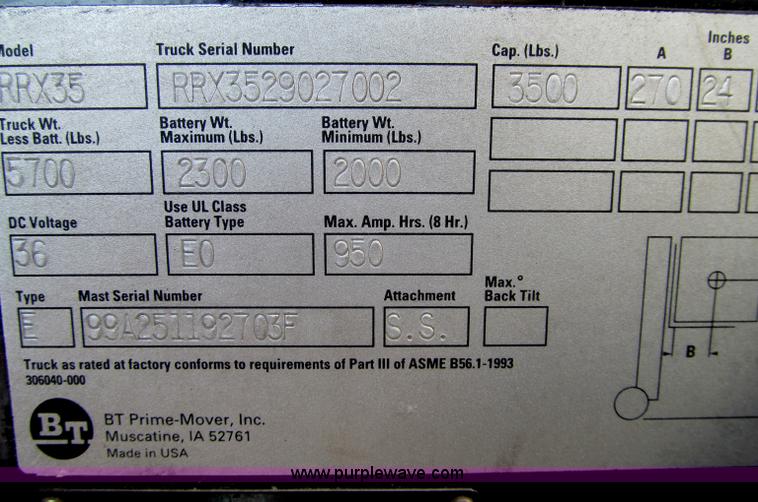 Model Truck Serial Number Cap. (Lbs.) A Inches B
RRX35 RRX3529027002 3500 270 24
Truck Wt. Less Batt. (Lbs.) Battery Wt. Maximum (Lbs.) Battery Wt. Minimum (Lbs.)
5700 2300 2000
DC Voltage Use UL Class Battery Type Max. Amp. Hrs. (8 Hr.)
36 EO 950
Type Mast Serial Number Attachment Max.° Back Tilt
E 99A251192703F S.S.
Truck as rated at factory conforms to requirements of Part III of ASME B56.1-1993
306040-000
B
BT
BT Prime-Mover, Inc.
Muscatine, IA 52761
Made in USA
www.purplewave.com